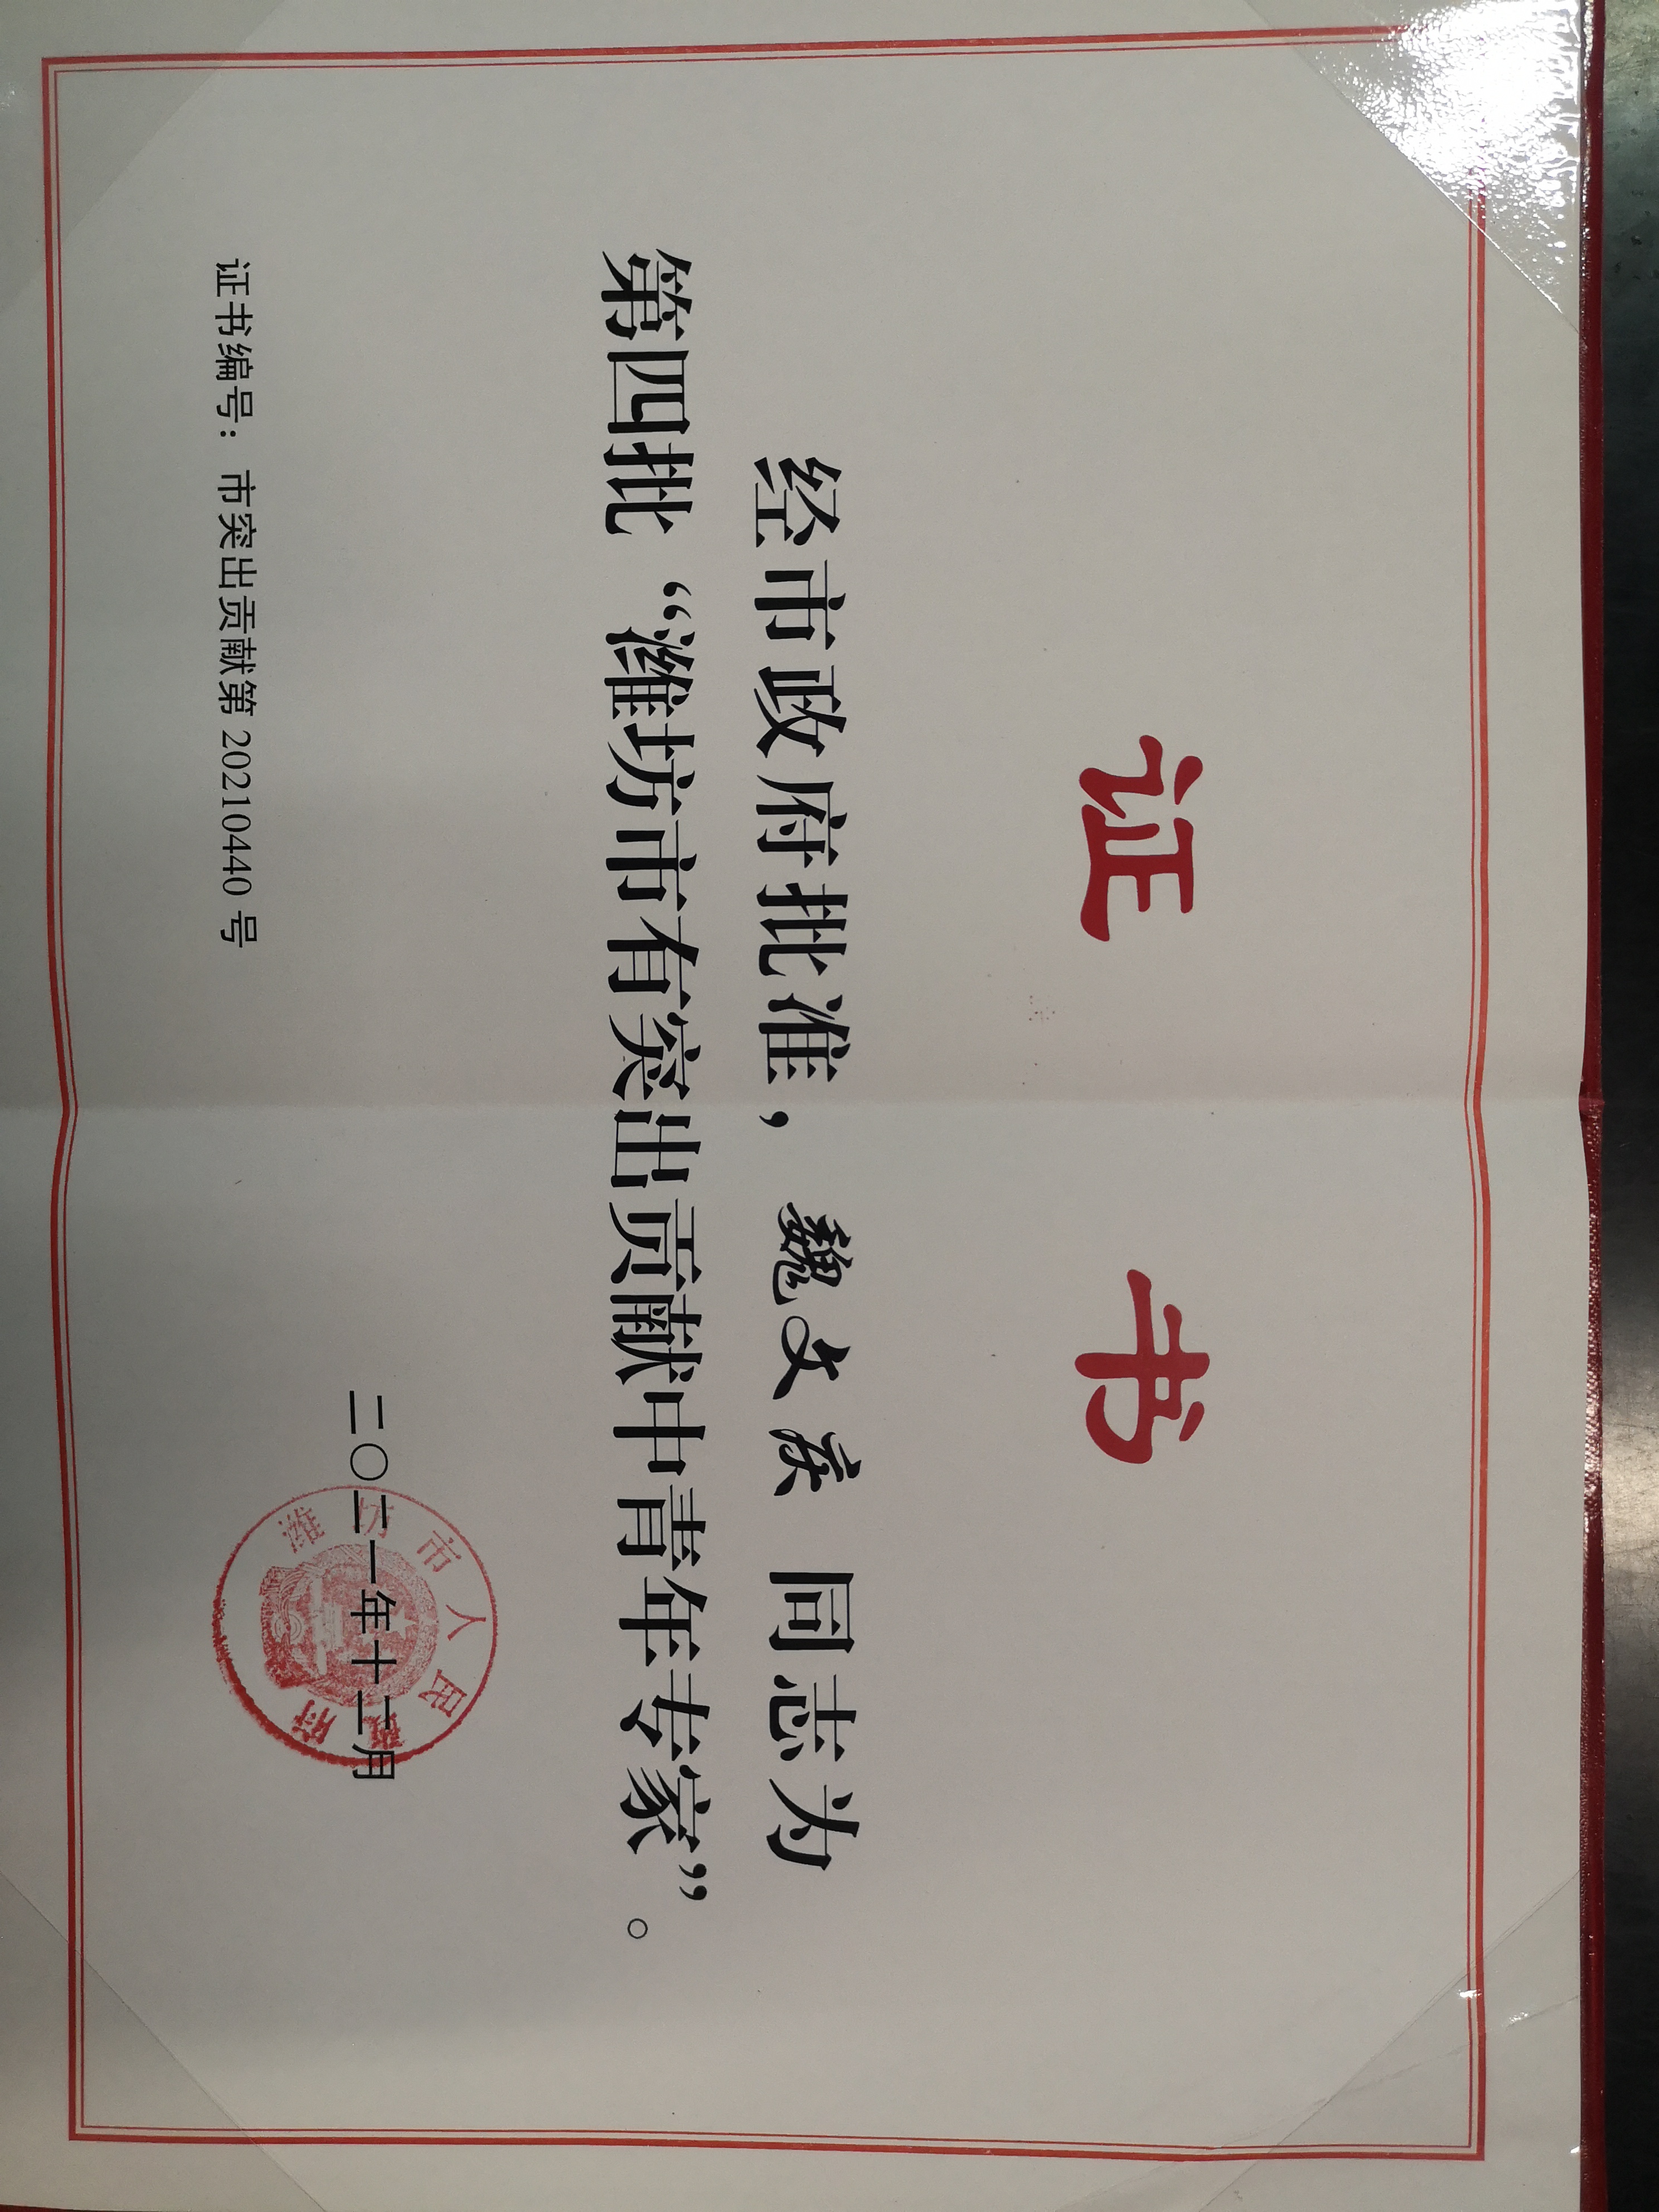 证 书
经市政府批准，魏文庆 同志为
第四批“潍坊市有突出贡献中青年专家”。
二〇二一年十二月
潍坊市人民政府
证书编号：市突出贡献第 20210440 号